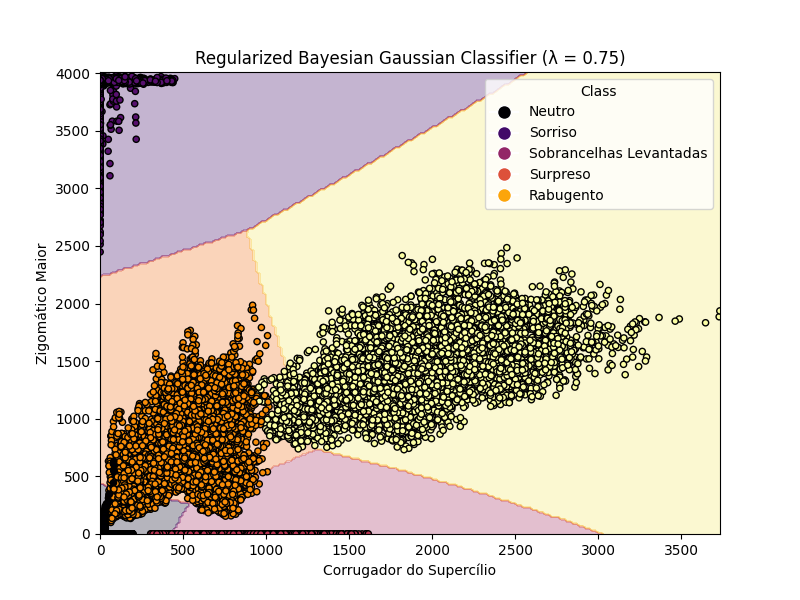 Regularized Bayesian Gaussian Classifier (λ = 0.75)
4000
3500
3000
2500
2000
1500
1000
500
0
Zigomático Maior
Class
Neutro
Sorriso
Sobrancelhas Levantadas
Surpreso
Rabugento
0 500 1000 1500 2000 2500 3000 3500
Corrugador do Supercílio